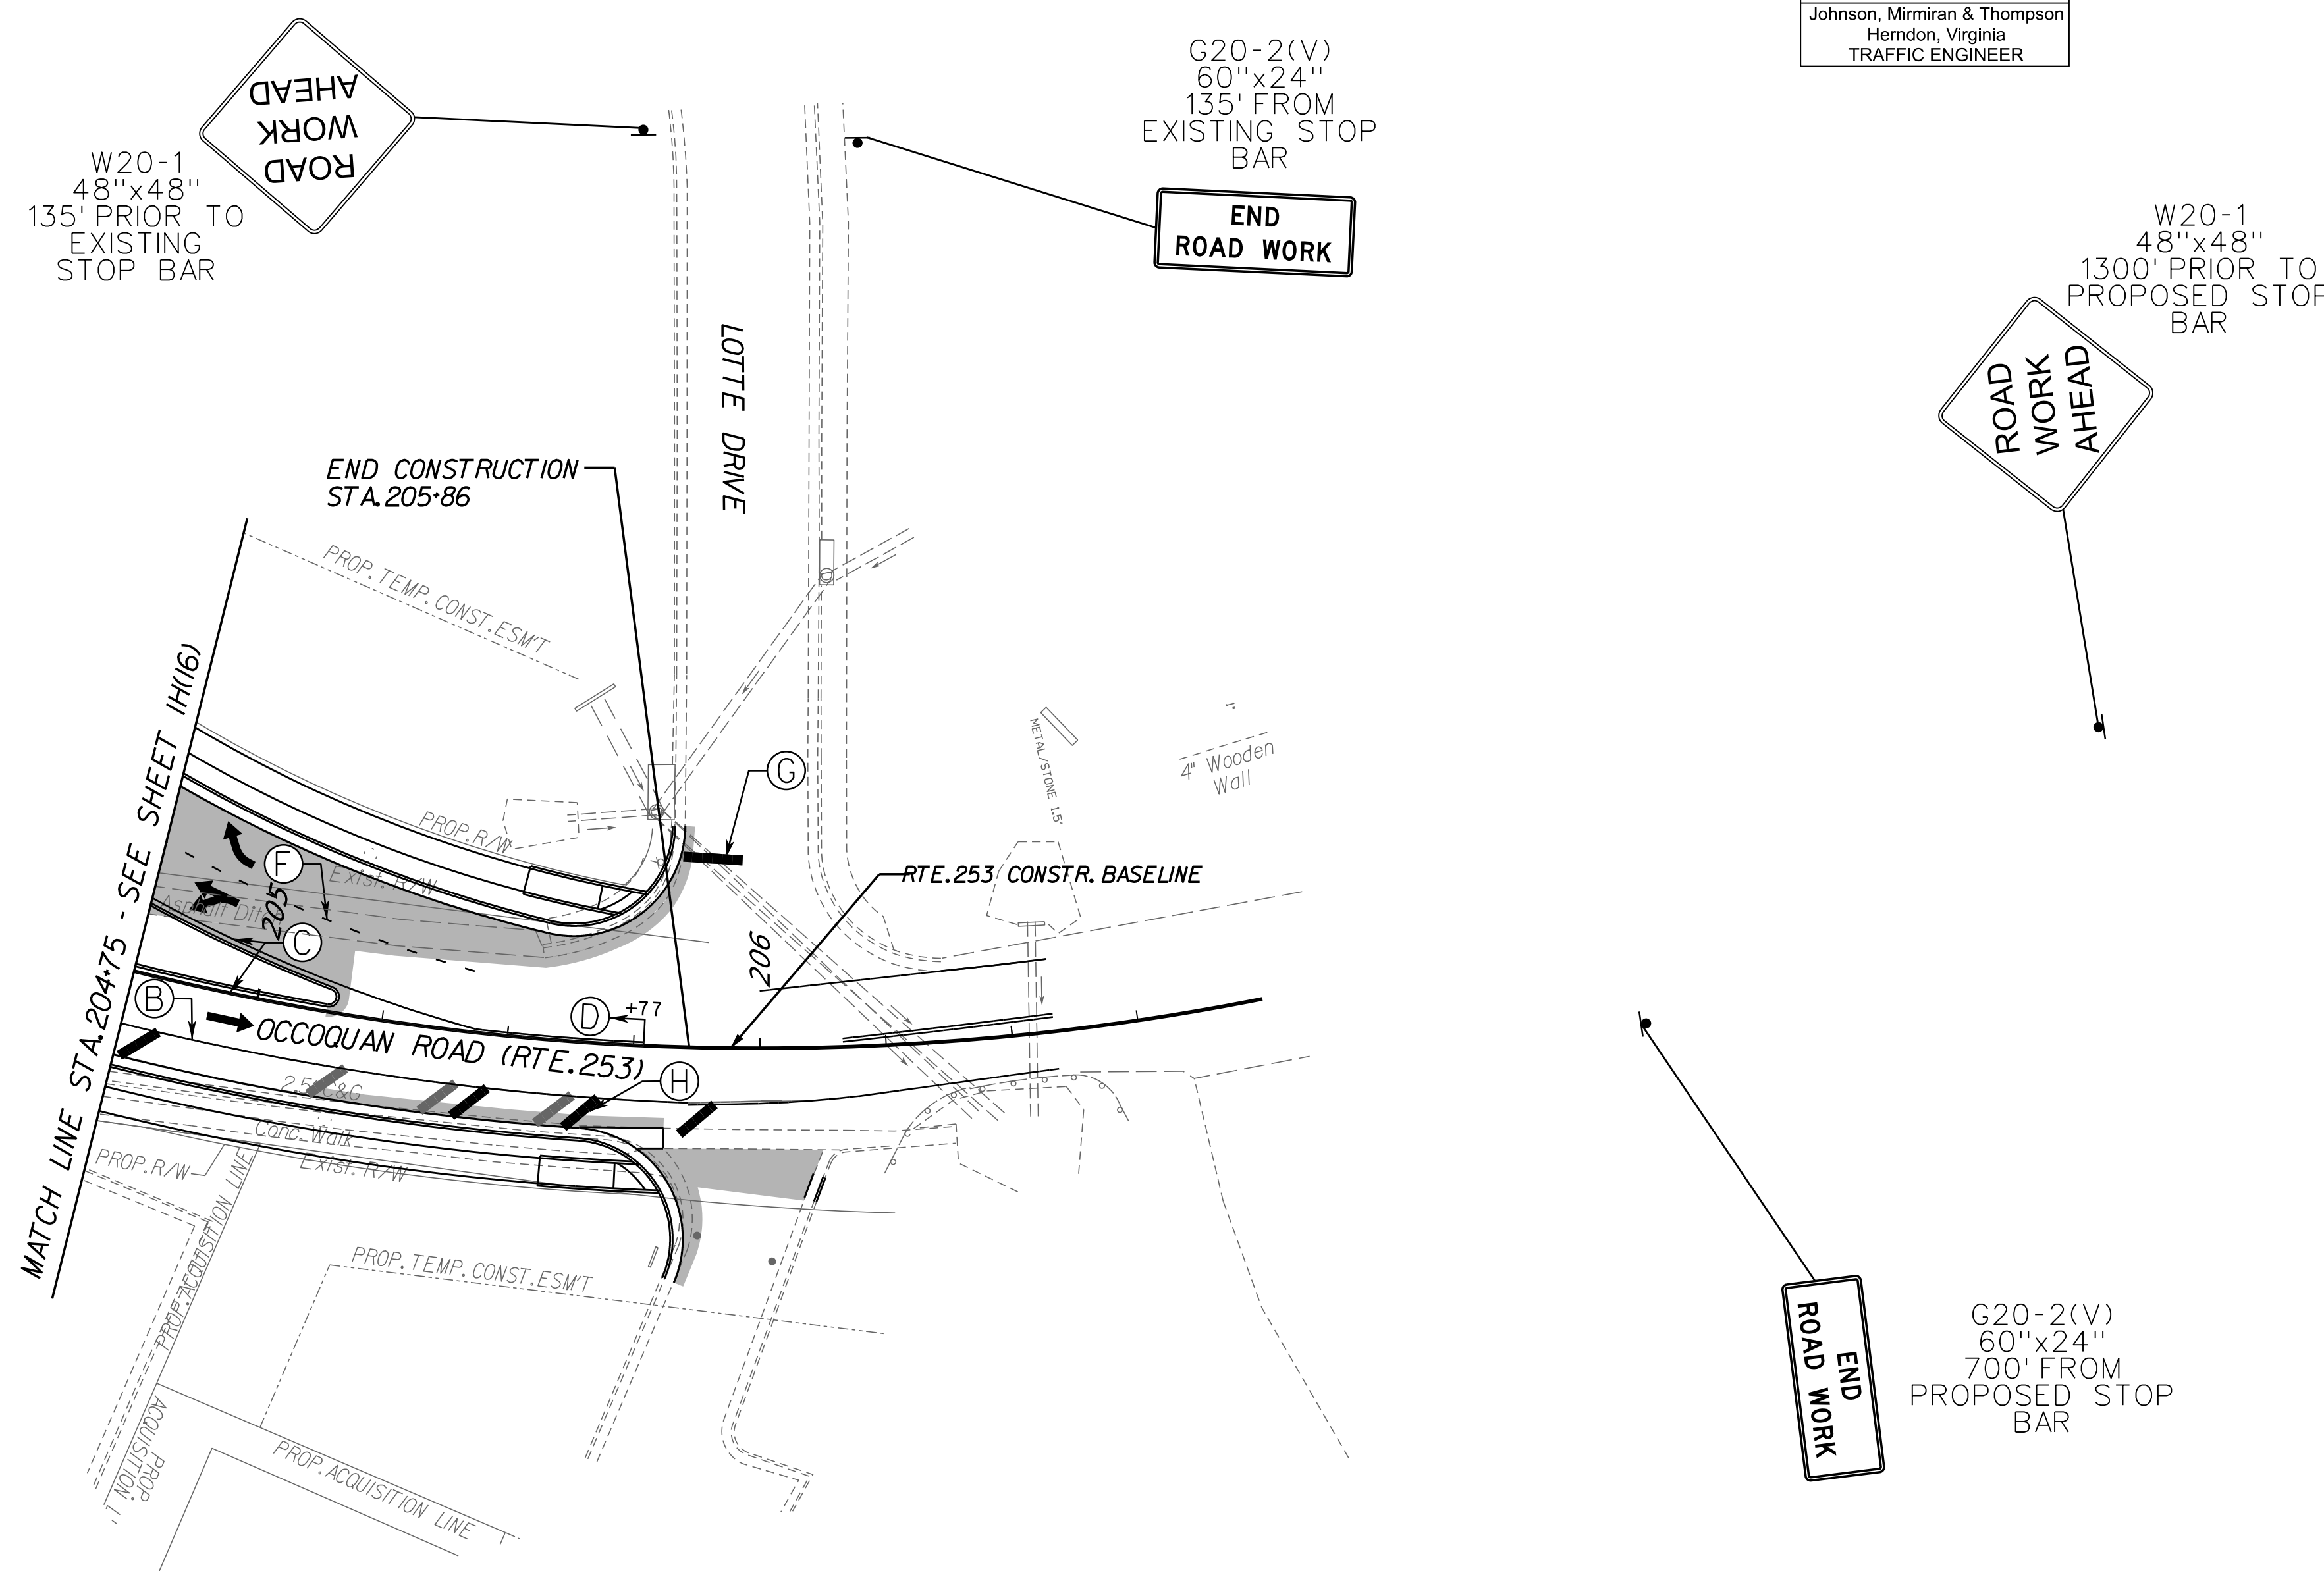 Johnson, Mirmiran & Thompson
Herndon, Virginia
TRAFFIC ENGINEER
ROAD
WORK
AHEAD
W20-1
48"x48"
135' PRIOR TO
EXISTING
STOP BAR
G20-2(V)
60"x24"
135' FROM
EXISTING STOP
BAR
END
ROAD WORK
W20-1
48"x48"
1300' PRIOR TO
PROPOSED STOP
BAR
ROAD
WORK
AHEAD
LOTTE DRIVE
END CONSTRUCTION
STA. 205+86
PROP. TEMP. CONST. ESM'T
MATCH LINE STA. 204+75 - SEE SHEET 1H(16)
G
METAL/STONE 1.5'
1"
4" Wooden
Wall
PROP. R/W
F
Exist. R/W
RTE. 253 CONSTR. BASELINE
Asphalt
205
C
206
B
D
+77
OCCOQUAN ROAD (RTE. 253)
H
C&G
Conc. Walk
PROP. R/W
Exist. R/W
PROP. ACQUISITION LINE
PROP. TEMP. CONST. ESM'T
PROP.
ACQUISITION
PROP. ACQUISITION LINE
END
ROAD WORK
G20-2(V)
60"x24"
700' FROM
PROPOSED STOP
BAR